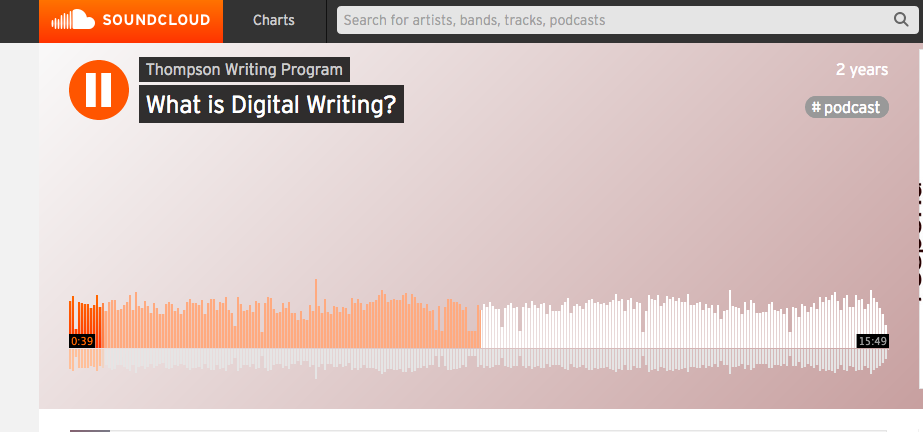 SOUNDCLOUD
Charts
Search for artists, bands, tracks, podcasts
Thompson Writing Program
2 years
What is Digital Writing?
# podcast
0:39
15:49